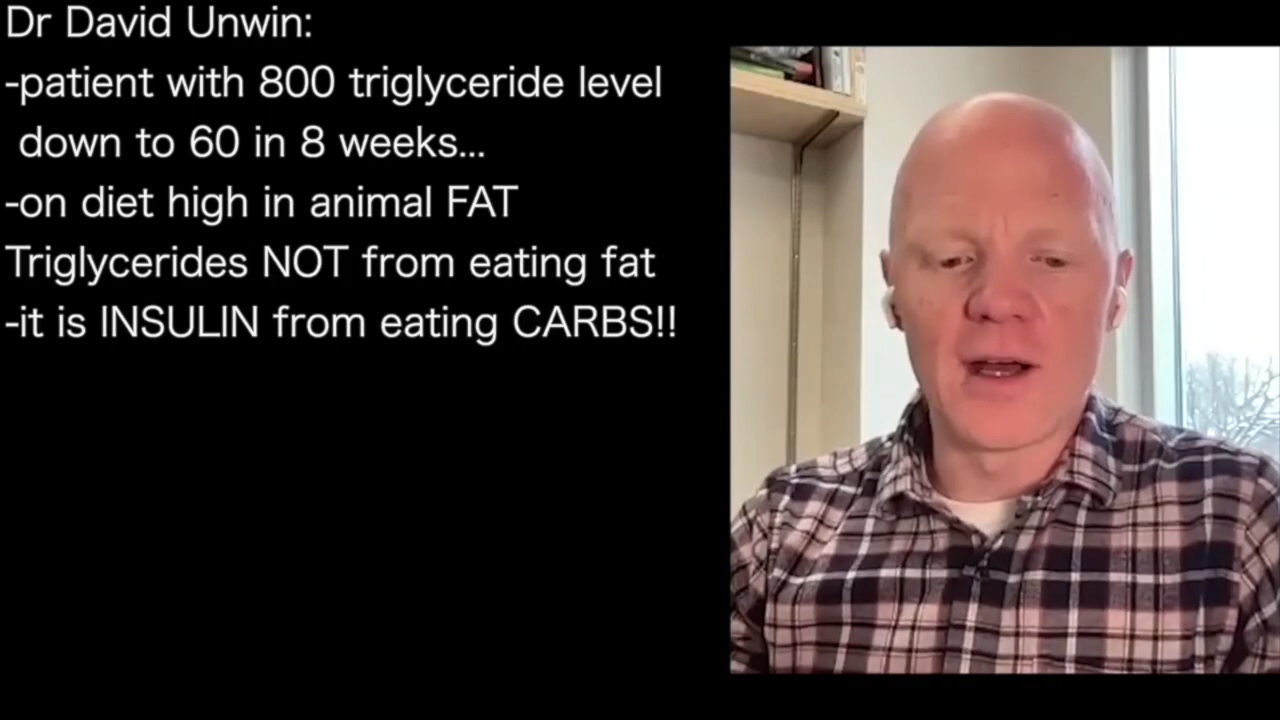 Dr David Unwin:
-patient with 800 triglyceride level
down to 60 in 8 weeks...
-on diet high in animal FAT
Triglycerides NOT from eating fat
-it is INSULIN from eating CARBS!!